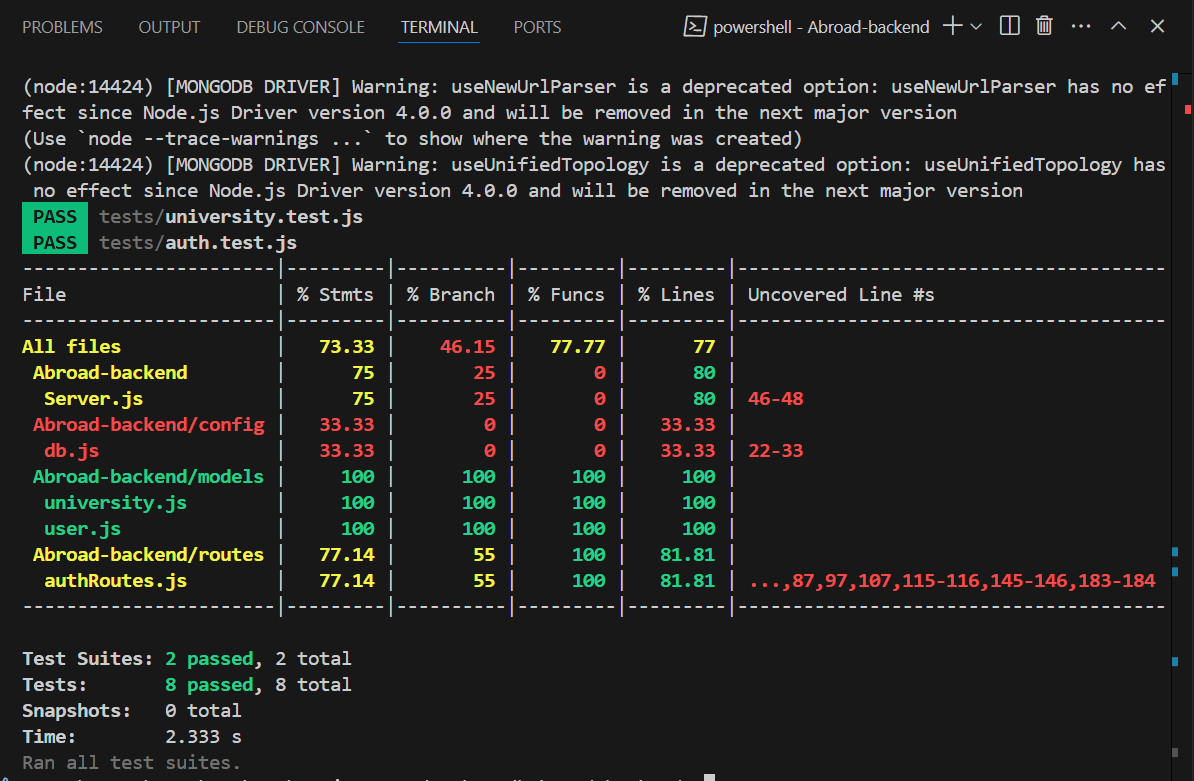 PROBLEMS OUTPUT DEBUG CONSOLE TERMINAL PORTS powershell - Abroad-backend
(node:14424) [MONGODB DRIVER] Warning: useNewUrlParser is a deprecated option: useNewUrlParser has no ef
fect since Node.js Driver version 4.0.0 and will be removed in the next major version
(Use `node --trace-warnings ...` to show where the warning was created)
(node:14424) [MONGODB DRIVER] Warning: useUnifiedTopology is a deprecated option: useUnifiedTopology has
 no effect since Node.js Driver version 4.0.0 and will be removed in the next major version
PASS tests/university.test.js
PASS tests/auth.test.js
-----------------------|---------|----------|---------|---------|---------------------------------------
File                   | % Stmts | % Branch | % Funcs | % Lines | Uncovered Line #s
-----------------------|---------|----------|---------|---------|---------------------------------------
All files              |   73.33 |    46.15 |   77.77 |      77 |
 Abroad-backend        |      75 |       25 |       0 |      80 |
  Server.js            |      75 |       25 |       0 |      80 | 46-48
 Abroad-backend/config |   33.33 |        0 |       0 |   33.33 |
  db.js                |   33.33 |        0 |       0 |   33.33 | 22-33
 Abroad-backend/models |     100 |      100 |     100 |     100 |
  university.js        |     100 |      100 |     100 |     100 |
  user.js              |     100 |      100 |     100 |     100 |
 Abroad-backend/routes |   77.14 |       55 |     100 |   81.81 |
  authRoutes.js        |   77.14 |       55 |     100 |   81.81 | ...,87,97,107,115-116,145-146,183-184
-----------------------|---------|----------|---------|---------|---------------------------------------
Test Suites: 2 passed, 2 total
Tests:       8 passed, 8 total
Snapshots:   0 total
Time:        2.333 s
Ran all test suites.